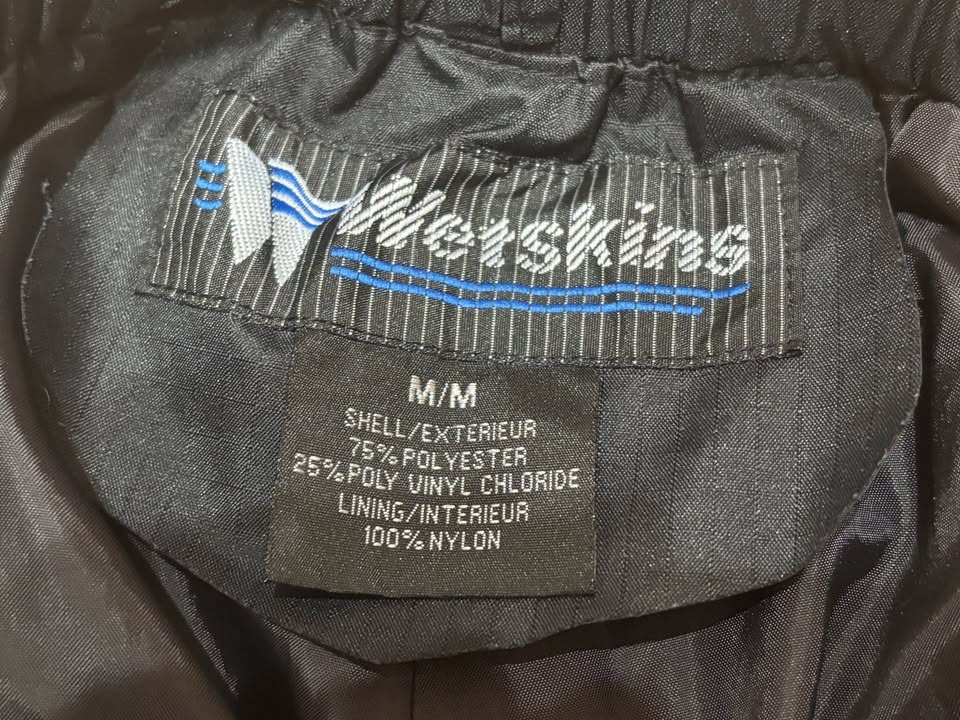 Wetskins
M/M
SHELL/EXTERIEUR
75% POLYESTER
25% POLY VINYL CHLORIDE
LINING/INTERIEUR
100% NYLON